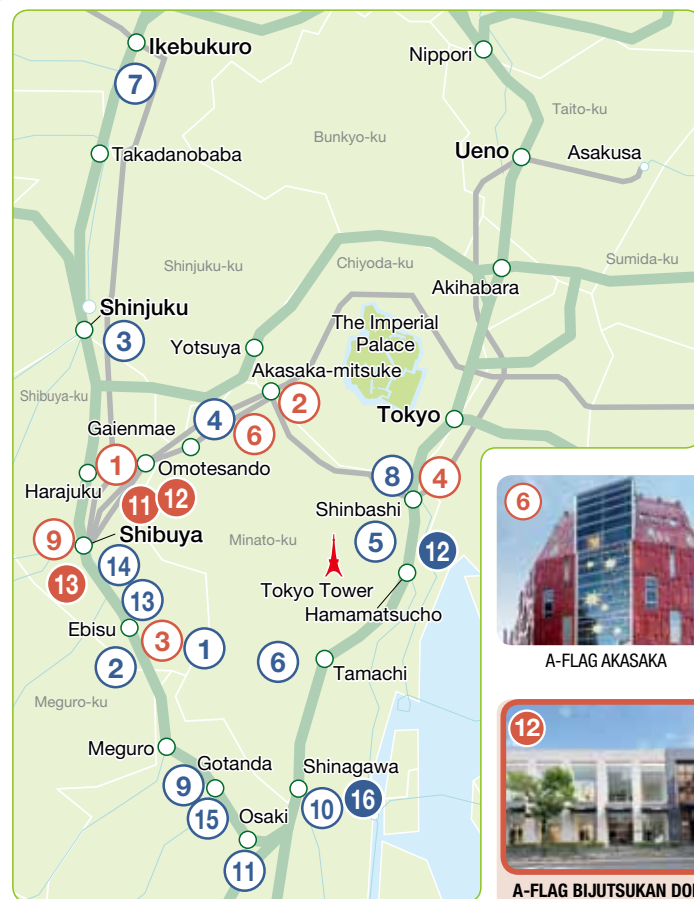 Ikebukuro
Nippori
7
Taito-ku
Bunkyo-ku
Takadanobaba
Ueno
Asakusa
Shinjuku-ku
Chiyoda-ku
Sumida-ku
Akihabara
Shinjuku
3
The Imperial
Palace
Yotsuya
Akasaka-mitsuke
Shibuya-ku
2
4
Tokyo
Gaienmae
6
1
Omotesando
Harajuku
11
12
8
4
Shinbashi
9
Shibuya
Minato-ku
5
12
13
14
Tokyo Tower
13
Hamamatsucho
Ebisu
3
1
2
6
Tamachi
Meguro-ku
Meguro
Gotanda
Shinagawa
9
10
16
15
Osaki
11
6
A-FLAG AKASAKA
12